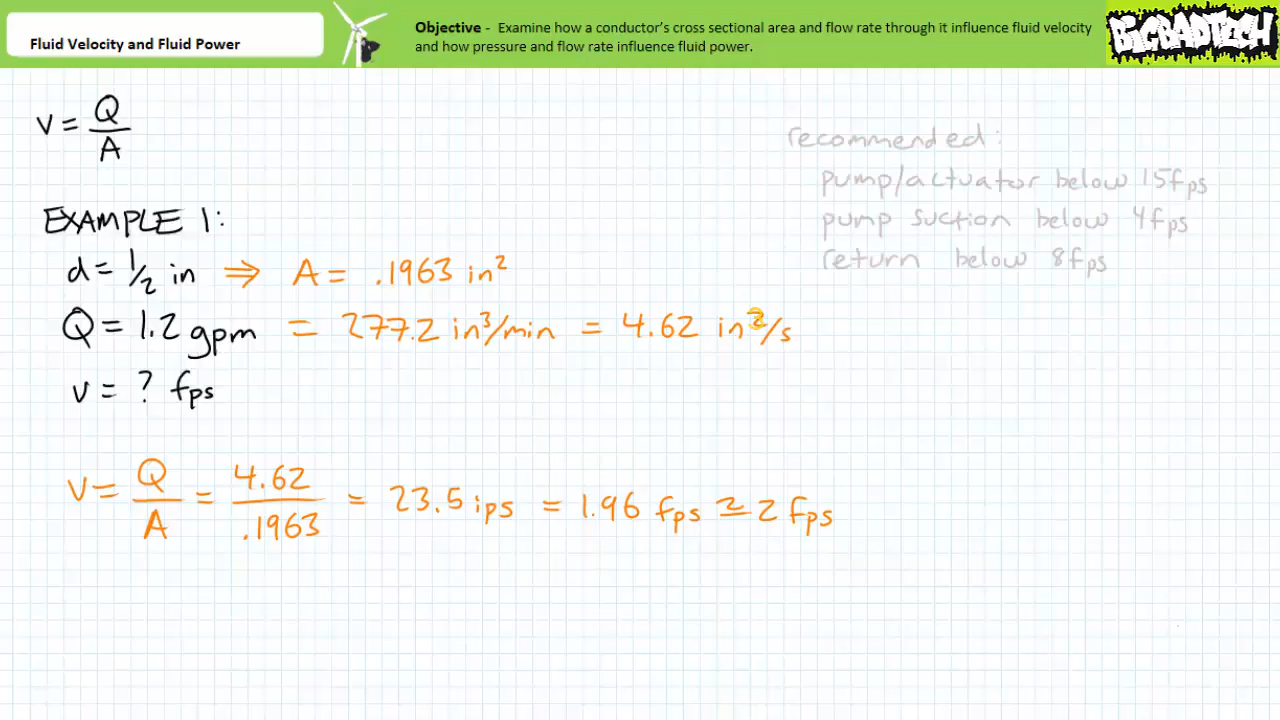 Fluid Velocity and Fluid Power
Objective - Examine how a conductor's cross sectional area and flow rate through it influence fluid velocity
and how pressure and flow rate influence fluid power.
BIGBADTECH
v = Q/A
recommended:
pump/actuator below 15fps
pump suction below 4fps
return below 8fps
EXAMPLE 1:
d = 1/2 in ⇒ A = .1963 in²
Q = 1.2 gpm = 277.2 in³/min = 4.62 in³/s
v = ? fps
v = Q/A = 4.62/.1963 = 23.5 ips = 1.96 fps ≃ 2 fps